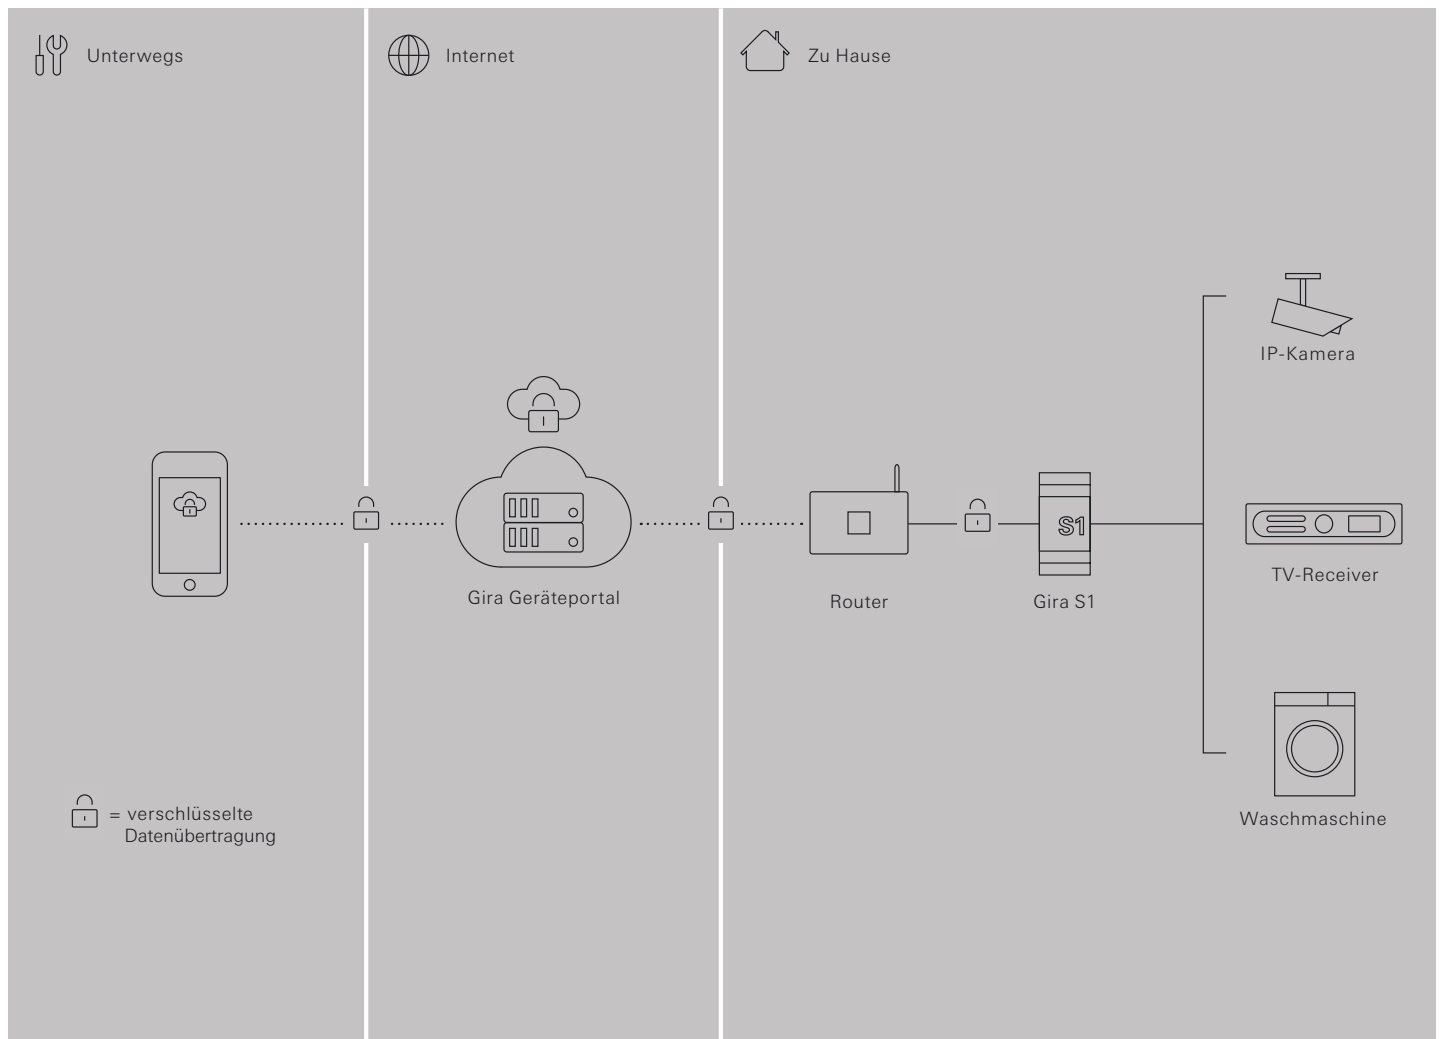 Unterwegs
Internet
Zu Hause
IP-Kamera
S1
TV-Receiver
Gira Geräteportal
Router
Gira S1
Waschmaschine
= verschlüsselte
Datenübertragung